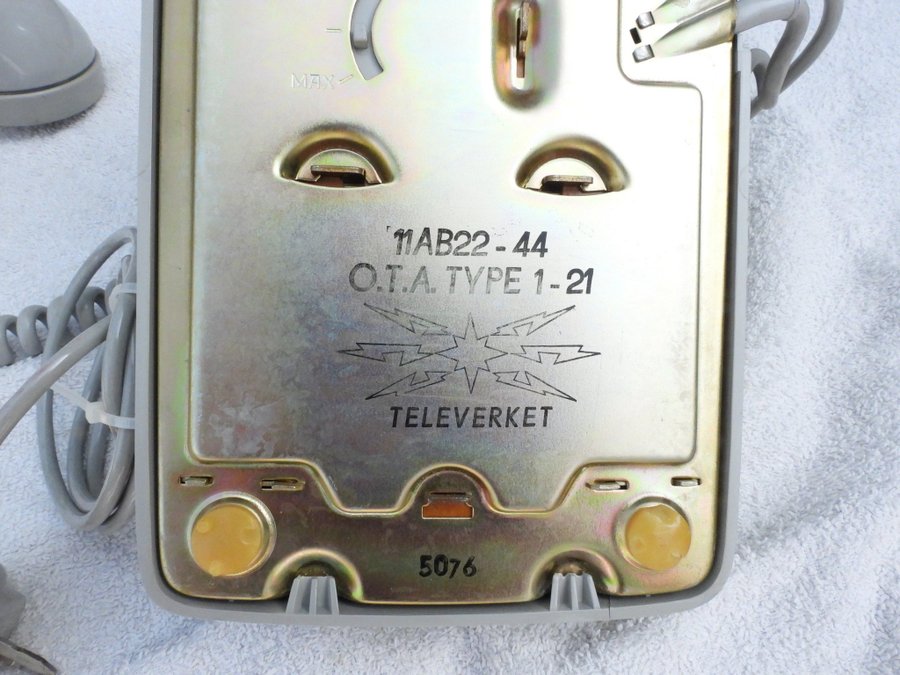 MAX
11AB22-44
O.T.A. TYPE 1-21
TELEVERKET
5076